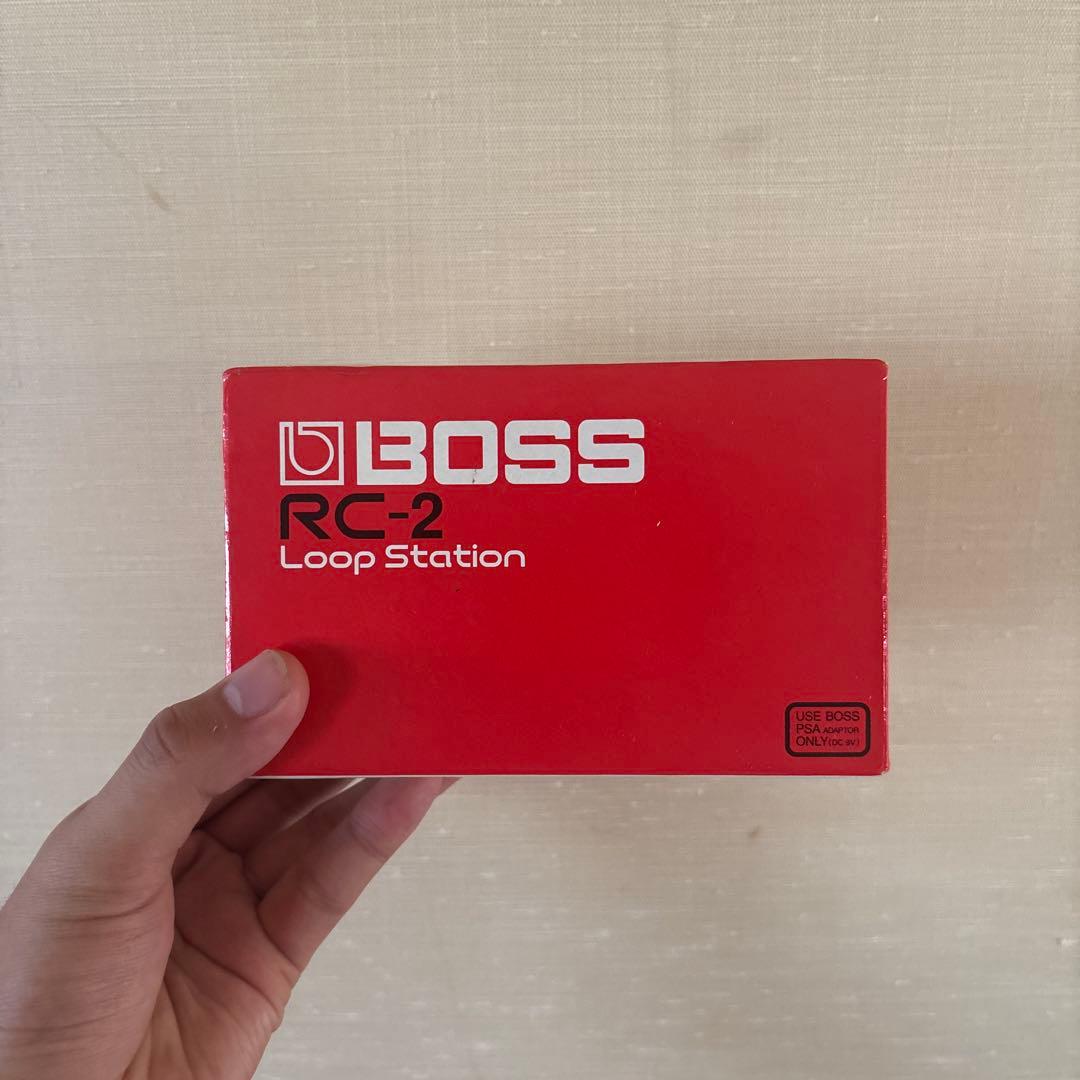 BOSS
RC-2
Loop Station
USE BOSS
PSA ADAPTOR
ONLY (DC 9V)